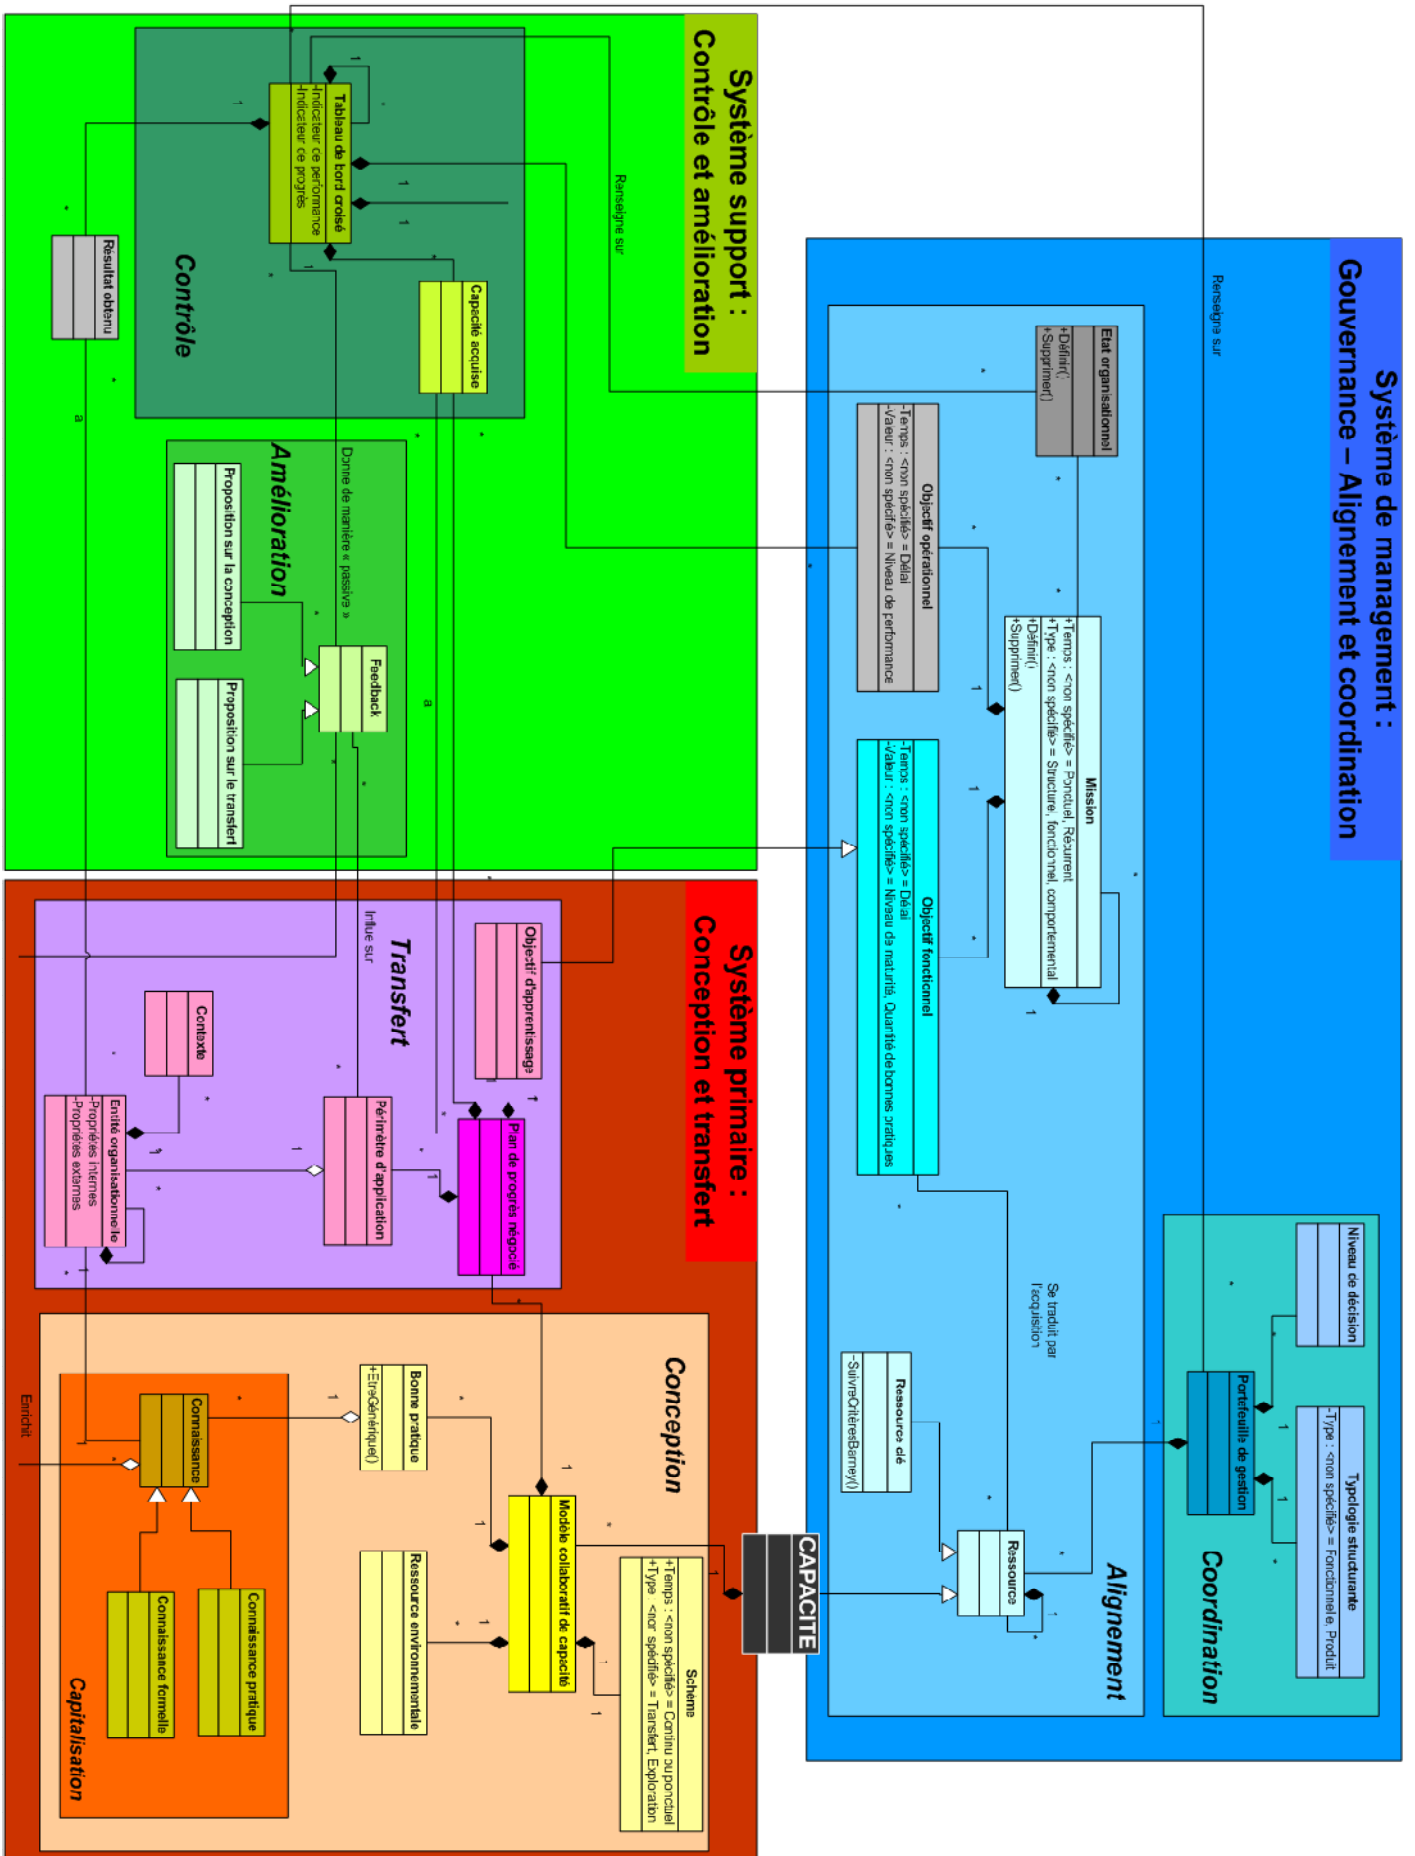 Système de management :
Gouvernance – Alignement et coordination
Renseigne sur
Niveau de décision
Typologie structurante
-Type : <non spécifié> = Fonctionnelle, Produit
Portefeuille de gestion
Coordination
Etat organisationnel
+Définir()
+Supprimer()
Mission
+Temps : <non spécifié> = Ponctuel, Récurrent
+Type : <non spécifié> = Structurel, fonctionnel, comportemental
+Définir()
+Supprimer()
Objectif opérationnel
-Temps : <non spécifié> = Délai
-Valeur : <non spécifié> = Niveau de performance
Objectif fonctionnel
-Temps : <non spécifié> = Délai
-Valeur : <non spécifié> = Niveau de maturité, Quantité de bonnes pratiques
Se traduit par
l'acquisition
Ressource clé
-SuivreCritèresBarney()
Ressource
Alignement
CAPACITE
Système support :
Contrôle et amélioration
Renseigne sur
Tableau de bord croisé
-Indicateur de performance
-Indicateur de progrès
Capacité acquise
Résultat obtenu
Contrôle
a
Donne de manière « passive »
Amélioration
Proposition sur la conception
Feedback
Proposition sur le transfert
a
Système primaire :
Conception et transfert
Objectif d'apprentissage
Transfert
Influe sur
Plan de progrès négocié
Périmètre d'application
Contexte
Entité organisationnelle
-Propriétés internes
-Propriétés externes
Conception
Schème
+Temps : <non spécifié> = Continu ou ponctuel
+Type : <non spécifié> = Transfert, Exploration
Modèle collaboratif de capacité
Bonne pratique
+EtreGénérique()
Ressource environnementale
Connaissance
Connaissance pratique
Connaissance formelle
Capitalisation
Enrichit